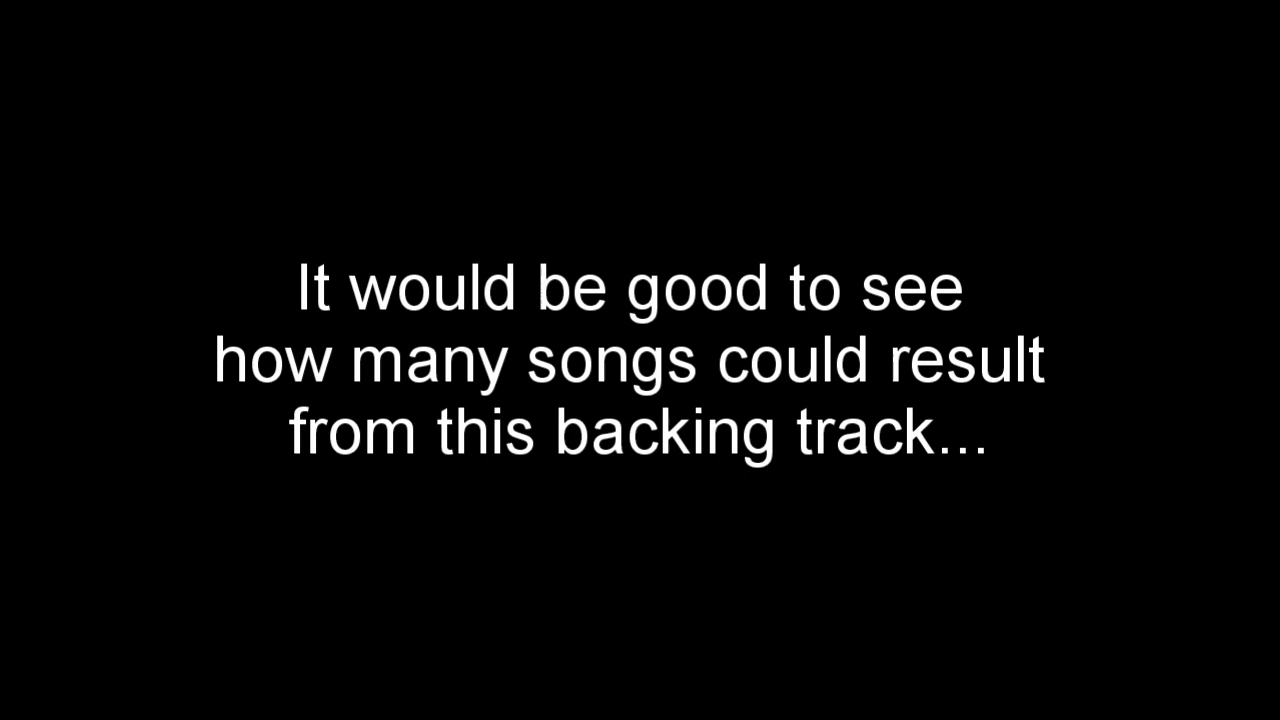 It would be good to see
how many songs could result
from this backing track...